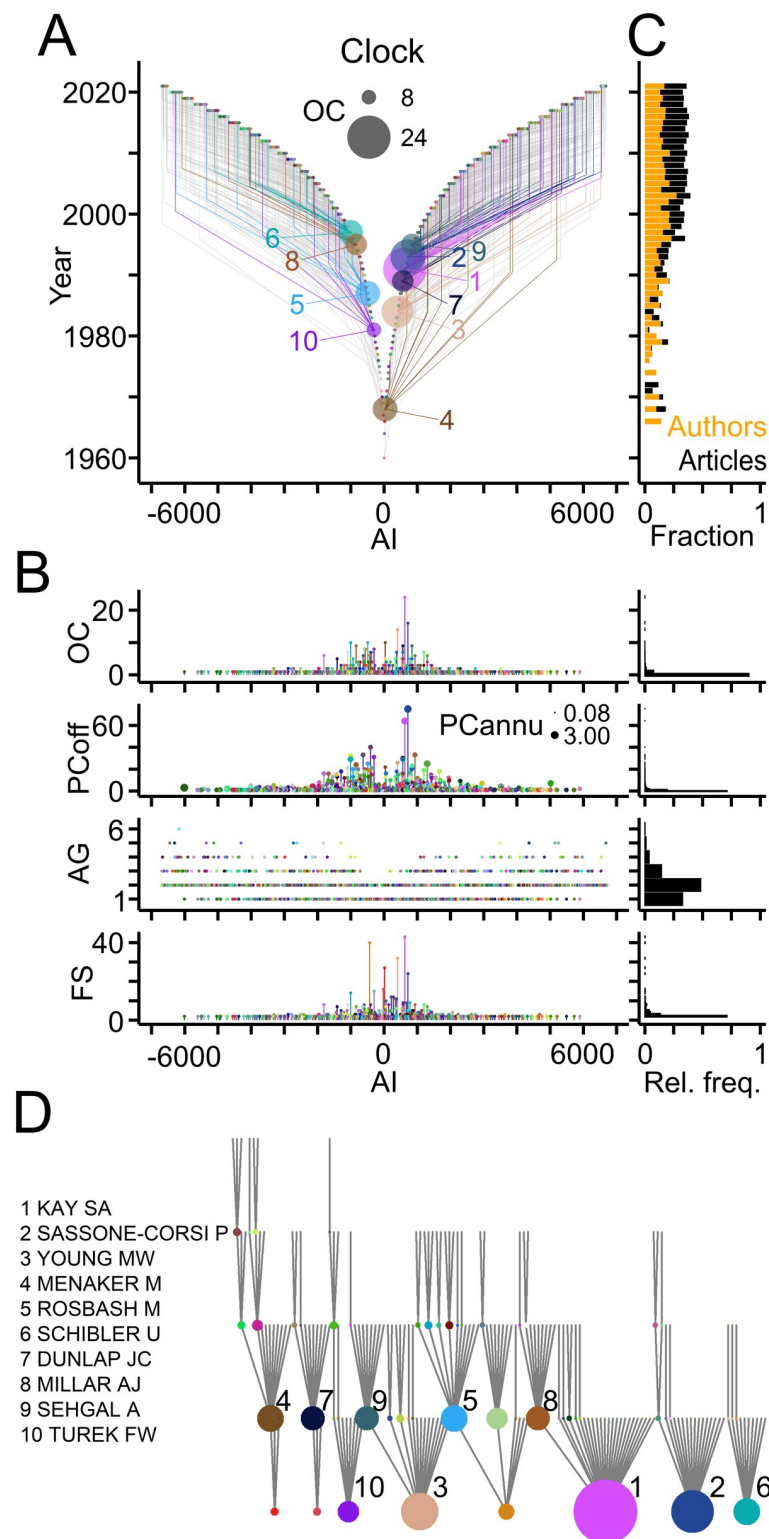 A
C
Clock
OC
8
24
2020
2000
1980
1960
Year
6
8
5
10
9
2
1
7
3
4
Authors
Articles
-6000
0
6000
AI
0
1
Fraction
B
OC
20
0
PCoff
60
0
PCannu
0.08
3.00
AG
6
1
FS
40
0
-6000
0
6000
AI
0
1
Rel. freq.
D
1 KAY SA
2 SASSONE-CORSI P
3 YOUNG MW
4 MENAKER M
5 ROSBASH M
6 SCHIBLER U
7 DUNLAP JC
8 MILLAR AJ
9 SEHGAL A
10 TUREK FW
4
7
9
5
8
10
3
1
2
6